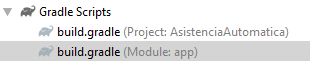 Gradle Scripts
build.gradle (Project: AsistenciaAutomatica)
build.gradle (Module: app)